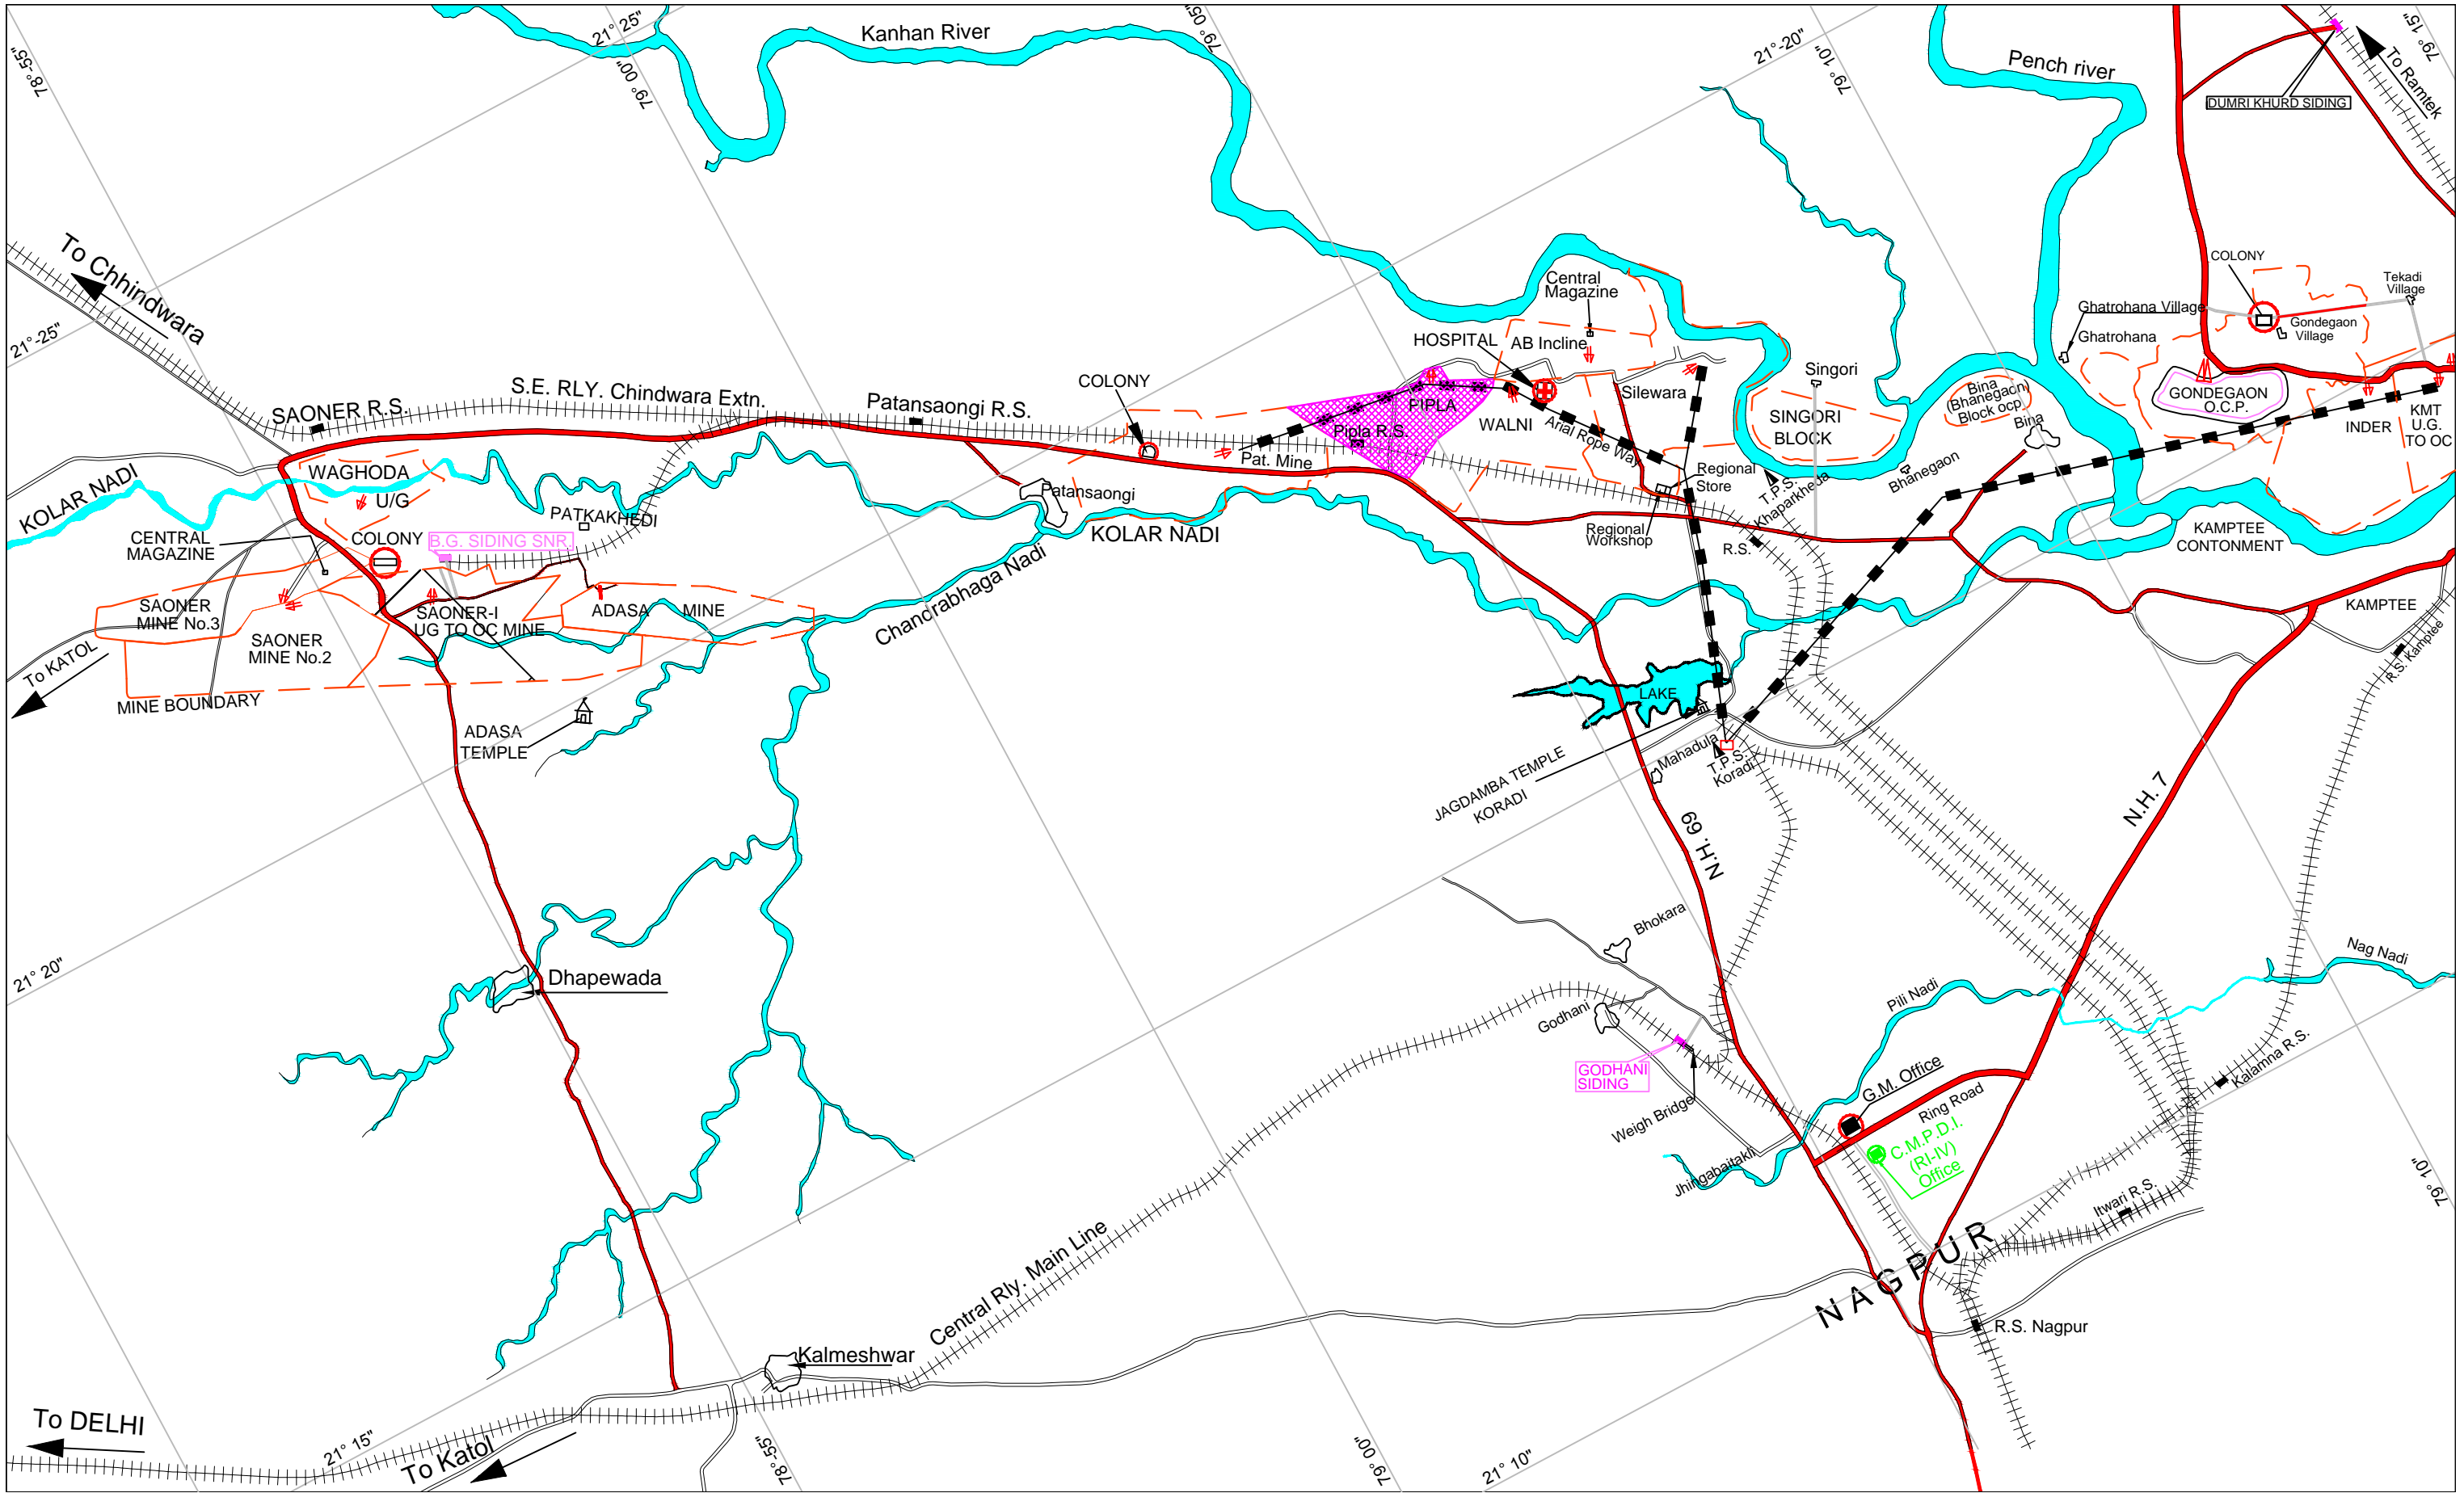 78°-55"
21° 25"
79° 00"
Kanhan River
79° 05"
21°-20"
79° 10"
Pench river
79° 15"
To Ramtek
DUMRI KHURD SIDING
To Chhindwara
21°-25"
SAONER R.S.
S.E. RLY. Chindwara Extn.
Patansaongi R.S.
COLONY
HOSPITAL
Central
Magazine
AB Incline
PIPLA
Pipla R.S.
WALNI
Arial Rope Way
Pat. Mine
Silewara
Singori
SINGORI
BLOCK
Bina
(Bhanegaon)
Block ocp
Bina
Bhanegaon
Ghatrohana Village
Ghatrohana
COLONY
Tekadi
Village
Gondegaon
Village
GONDEGAON
O.C.P.
INDER
KMT
U.G.
TO OC
KOLAR NADI
WAGHODA
U/G
CENTRAL
MAGAZINE
COLONY
B.G. SIDING SNR.
PATKAKHEDI
Patansaongi
KOLAR NADI
Chandrabhaga Nadi
Regional
Store
Regional
Workshop
T.P.S.
Khaparkheda
R.S.
KAMPTEE
CONTONMENT
KAMPTEE
R.S. Kamptee
SAONER
MINE No.3
SAONER
MINE No.2
SAONER-I
UG TO OC MINE
ADASA MINE
To KATOL
MINE BOUNDARY
ADASA
TEMPLE
LAKE
JAGDAMBA TEMPLE
KORADI
Mahadula
T.P.S.
Koradi
N.H. 69
N.H. 7
21° 20"
Dhapewada
Bhokara
Godhani
GODHANI
SIDING
Weigh Bridge
Jhingabaitakli
Pili Nadi
Nag Nadi
G.M. Office
Ring Road
C.M.P.D.I.
(RI-IV)
Office
Kalamna R.S.
Itwari R.S.
79° 10"
NAGPUR
R.S. Nagpur
Central Rly. Main Line
Kalmeshwar
To DELHI
21° 15"
To Katol
78°-55"
79° 00"
21° 10"